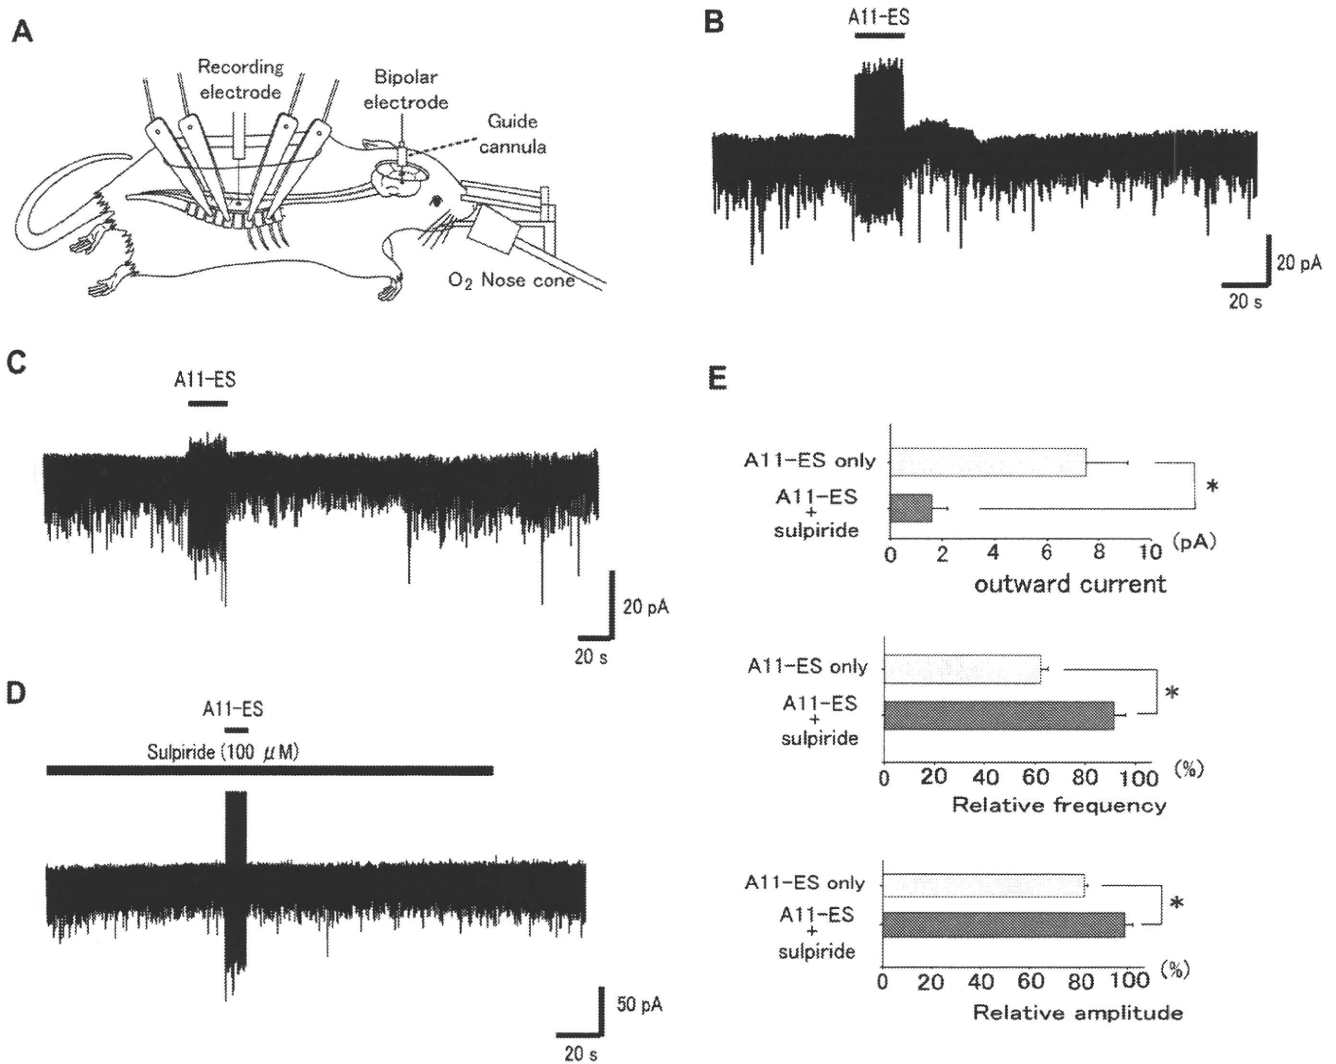 A
Recording
electrode
Bipolar
electrode
Guide
cannula
O2 Nose cone
B
A11-ES
20 pA
20 s
C
A11-ES
20 pA
20 s
D
A11-ES
Sulpiride (100 μM)
50 pA
20 s
E
A11-ES only
A11-ES
+
sulpiride
*
0 2 4 6 8 10 (pA)
outward current
A11-ES only
A11-ES
+
sulpiride
*
0 20 40 60 80 100 (%)
Relative frequency
A11-ES only
A11-ES
+
sulpiride
*
0 20 40 60 80 100 (%)
Relative amplitude